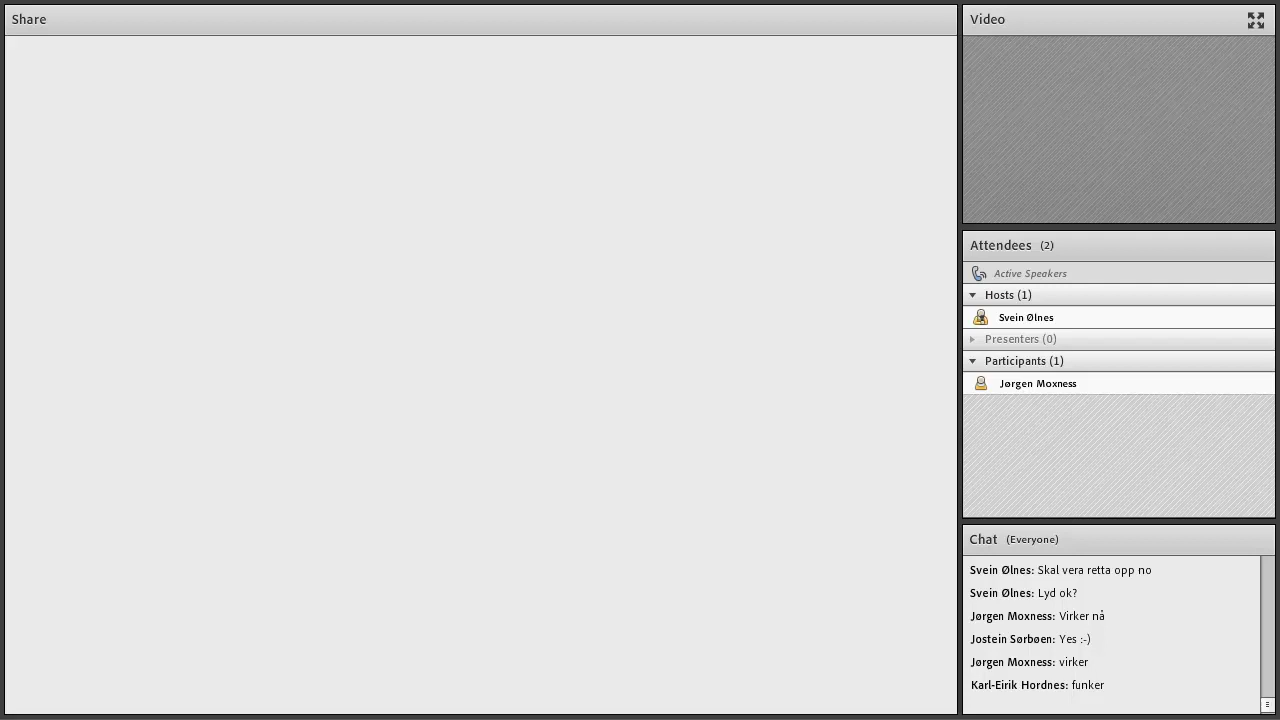 Share
Video
Attendees (2)
Active Speakers
Hosts (1)
Svein Ølnes
Presenters (0)
Participants (1)
Jørgen Moxness
Chat (Everyone)
Svein Ølnes: Skal vera retta opp no
Svein Ølnes: Lyd ok?
Jørgen Moxness: Virker nå
Jostein Sørbøen: Yes :-)
Jørgen Moxness: virker
Karl-Eirik Hordnes: funker